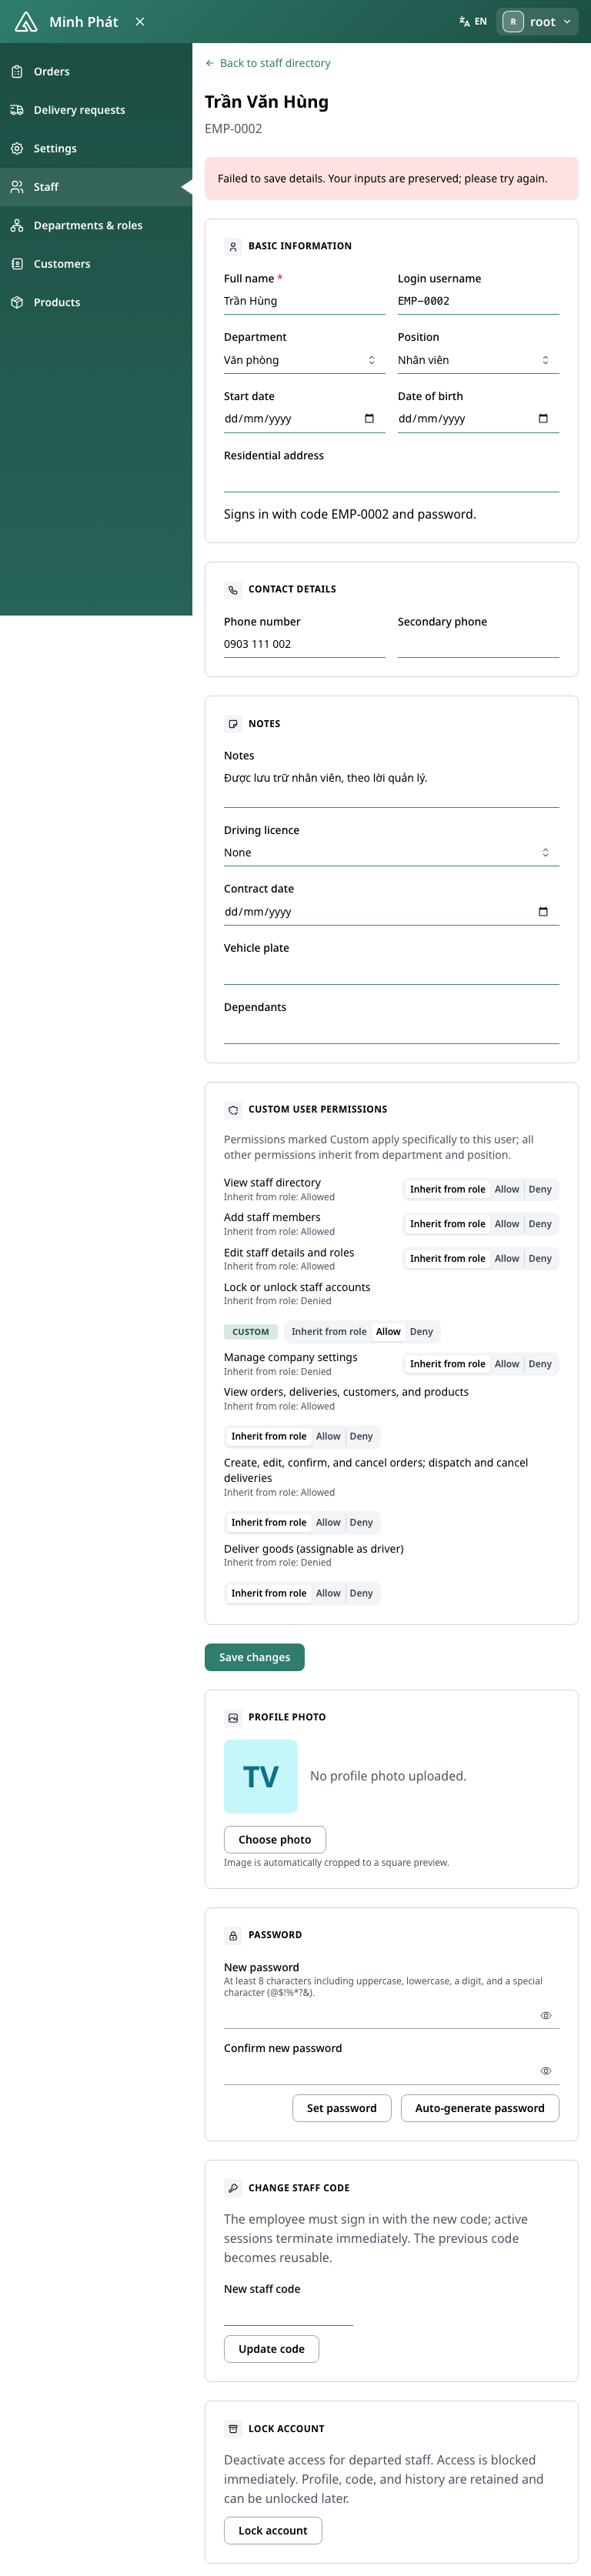 Minh Phát
EN
R
root
Orders
Delivery requests
Settings
Staff
Departments & roles
Customers
Products
Back to staff directory
Trần Văn Hùng
EMP-0002
Failed to save details. Your inputs are preserved; please try again.
BASIC INFORMATION
Full name *
Login username
Trần Hùng
EMP-0002
Department
Position
Văn phòng
Nhân viên
Start date
Date of birth
dd/mm/yyyy
dd/mm/yyyy
Residential address
Signs in with code EMP-0002 and password.
CONTACT DETAILS
Phone number
Secondary phone
0903 111 002
NOTES
Notes
Được lưu trữ nhân viên, theo lời quản lý.
Driving licence
None
Contract date
dd/mm/yyyy
Vehicle plate
Dependants
CUSTOM USER PERMISSIONS
Permissions marked Custom apply specifically to this user; all
other permissions inherit from department and position.
View staff directory
Inherit from role: Allowed
Inherit from role Allow Deny
Add staff members
Inherit from role: Allowed
Inherit from role Allow Deny
Edit staff details and roles
Inherit from role: Allowed
Inherit from role Allow Deny
Lock or unlock staff accounts
Inherit from role: Denied
CUSTOM
Inherit from role Allow Deny
Manage company settings
Inherit from role: Denied
Inherit from role Allow Deny
View orders, deliveries, customers, and products
Inherit from role: Allowed
Inherit from role Allow Deny
Create, edit, confirm, and cancel orders; dispatch and cancel
deliveries
Inherit from role: Allowed
Inherit from role Allow Deny
Deliver goods (assignable as driver)
Inherit from role: Denied
Inherit from role Allow Deny
Save changes
PROFILE PHOTO
TV
No profile photo uploaded.
Choose photo
Image is automatically cropped to a square preview.
PASSWORD
New password
At least 8 characters including uppercase, lowercase, a digit, and a special
character (@$!%*?&).
Confirm new password
Set password
Auto-generate password
CHANGE STAFF CODE
The employee must sign in with the new code; active
sessions terminate immediately. The previous code
becomes reusable.
New staff code
Update code
LOCK ACCOUNT
Deactivate access for departed staff. Access is blocked
immediately. Profile, code, and history are retained and
can be unlocked later.
Lock account